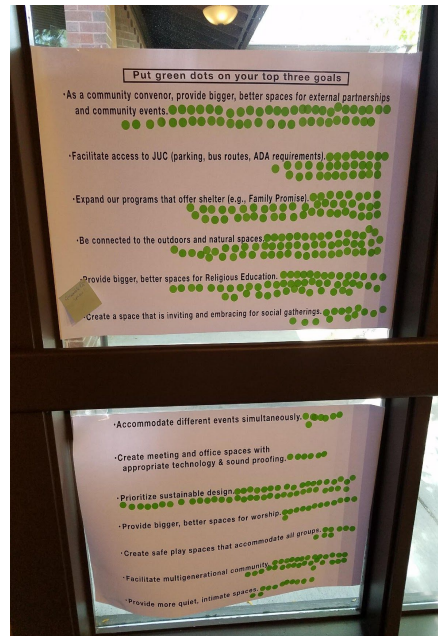 Put green dots on your top three goals
·As a community convenor, provide bigger, better spaces for external partnerships
and community events.
·Facilitate access to JUC (parking, bus routes, ADA requirements).
·Expand our programs that offer shelter (e.g., Family Promise).
·Be connected to the outdoors and natural spaces.
·Provide bigger, better spaces for Religious Education.
·Create a space that is inviting and embracing for social gatherings.
·Accommodate different events simultaneously.
·Create meeting and office spaces with
appropriate technology & sound proofing.
·Prioritize sustainable design.
·Provide bigger, better spaces for worship.
·Create safe play spaces that accommodate all groups.
·Facilitate multigenerational community.
·Provide more quiet, intimate spaces.